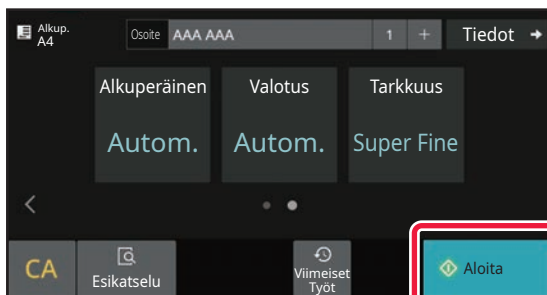 Alkup.
A4
Osoite AAA AAA 1 + Tiedot
Alkuperäinen Valotus Tarkkuus
Autom. Autom. Super Fine
CA Esikatselu Viimeiset
Työt Aloita